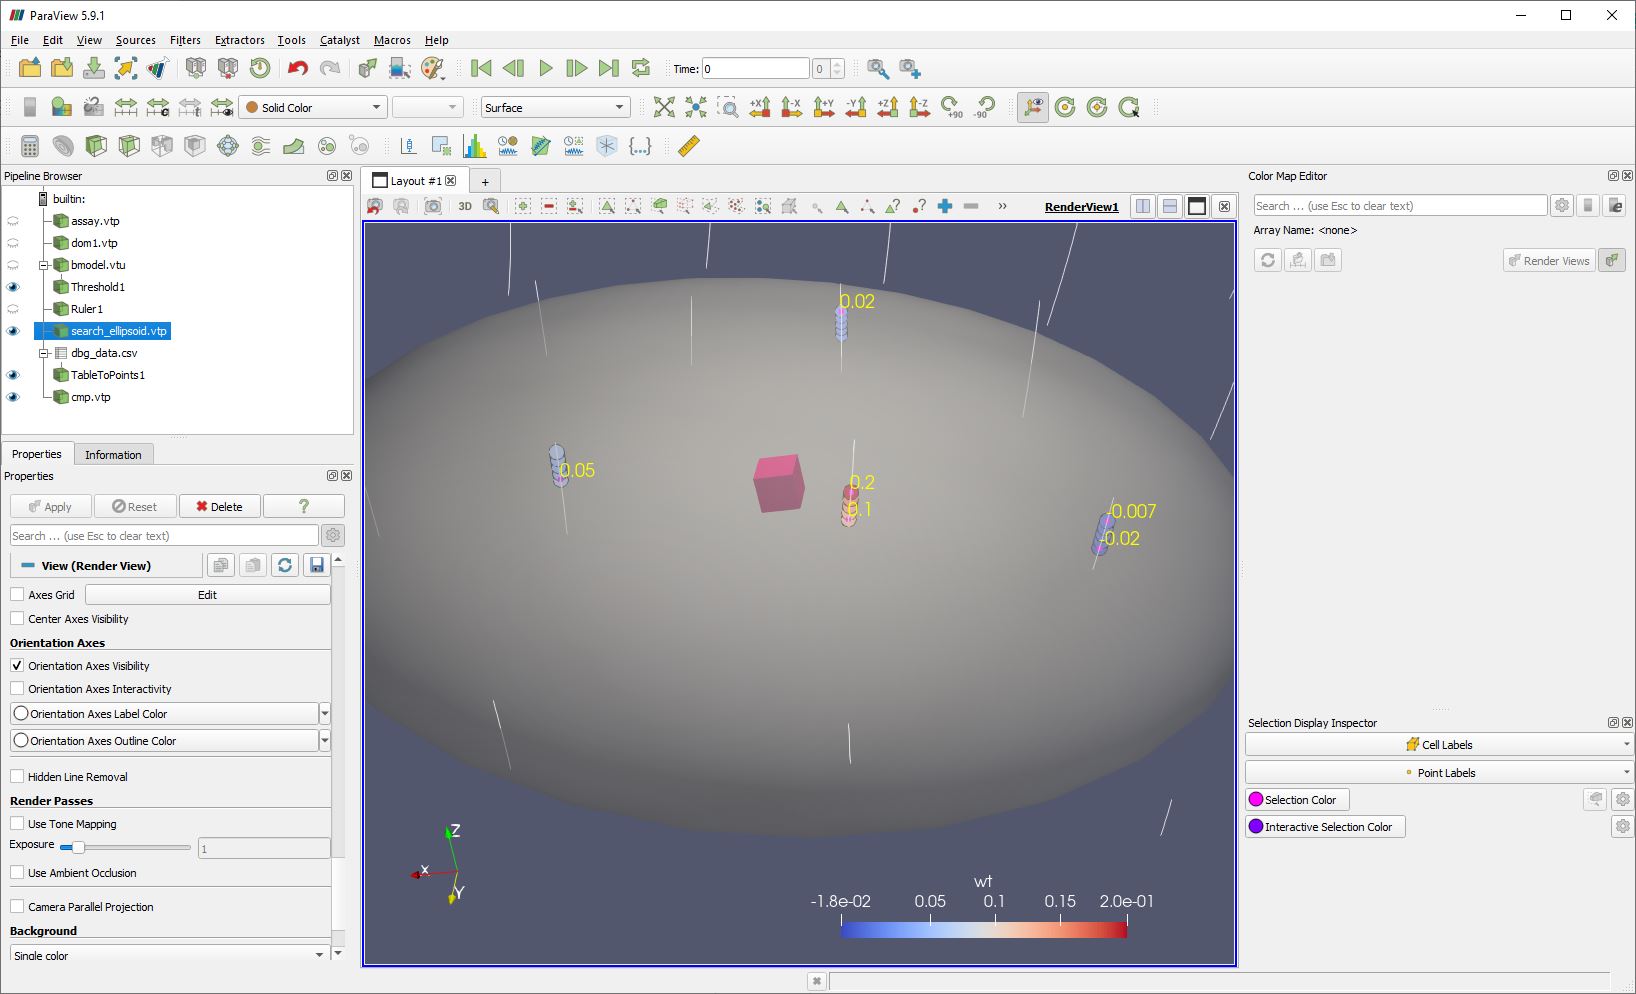 ParaView 5.9.1
File Edit View Sources Filters Extractors Tools Catalyst Macros Help
Time: 0 0
Solid Color Surface +X -X +Y -Y +Z -Z +90 -90
Pipeline Browser
builtin:
assay.vtp
dom1.vtp
bmodel.vtu
Threshold1
Ruler1
search_ellipsoid.vtp
dbg_data.csv
TableToPoints1
cmp.vtp
Properties Information
Properties
Apply Reset Delete ?
Search ... (use Esc to clear text)
View (Render View)
Axes Grid Edit
Center Axes Visibility
Orientation Axes
Orientation Axes Visibility
Orientation Axes Interactivity
Orientation Axes Label Color
Orientation Axes Outline Color
Hidden Line Removal
Render Passes
Use Tone Mapping
Exposure 1
Use Ambient Occlusion
Camera Parallel Projection
Background
Single color
Layout #1 +
3D ? ? » RenderView1
0.02
0.05
0.2
0.1
-0.007
-0.02
Z
X
Y
wt
-1.8e-02 0.05 0.1 0.15 2.0e-01
Color Map Editor
Search ... (use Esc to clear text)
Array Name: <none>
Render Views
Selection Display Inspector
Cell Labels
Point Labels
Selection Color
Interactive Selection Color